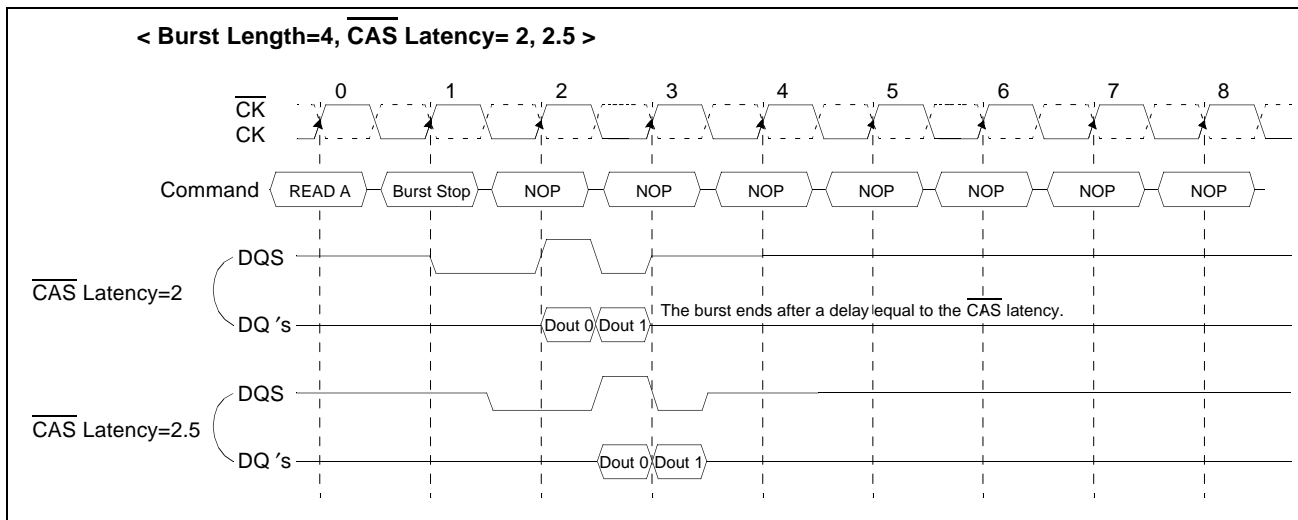 < Burst Length=4, CAS Latency= 2, 2.5 >
0 1 2 3 4 5 6 7 8
CK
CK
Command READ A Burst Stop NOP NOP NOP NOP NOP NOP NOP
DQS
CAS Latency=2
The burst ends after a delay equal to the CAS latency.
DQ ′s Dout 0 Dout 1
DQS
CAS Latency=2.5
DQ ′s Dout 0 Dout 1